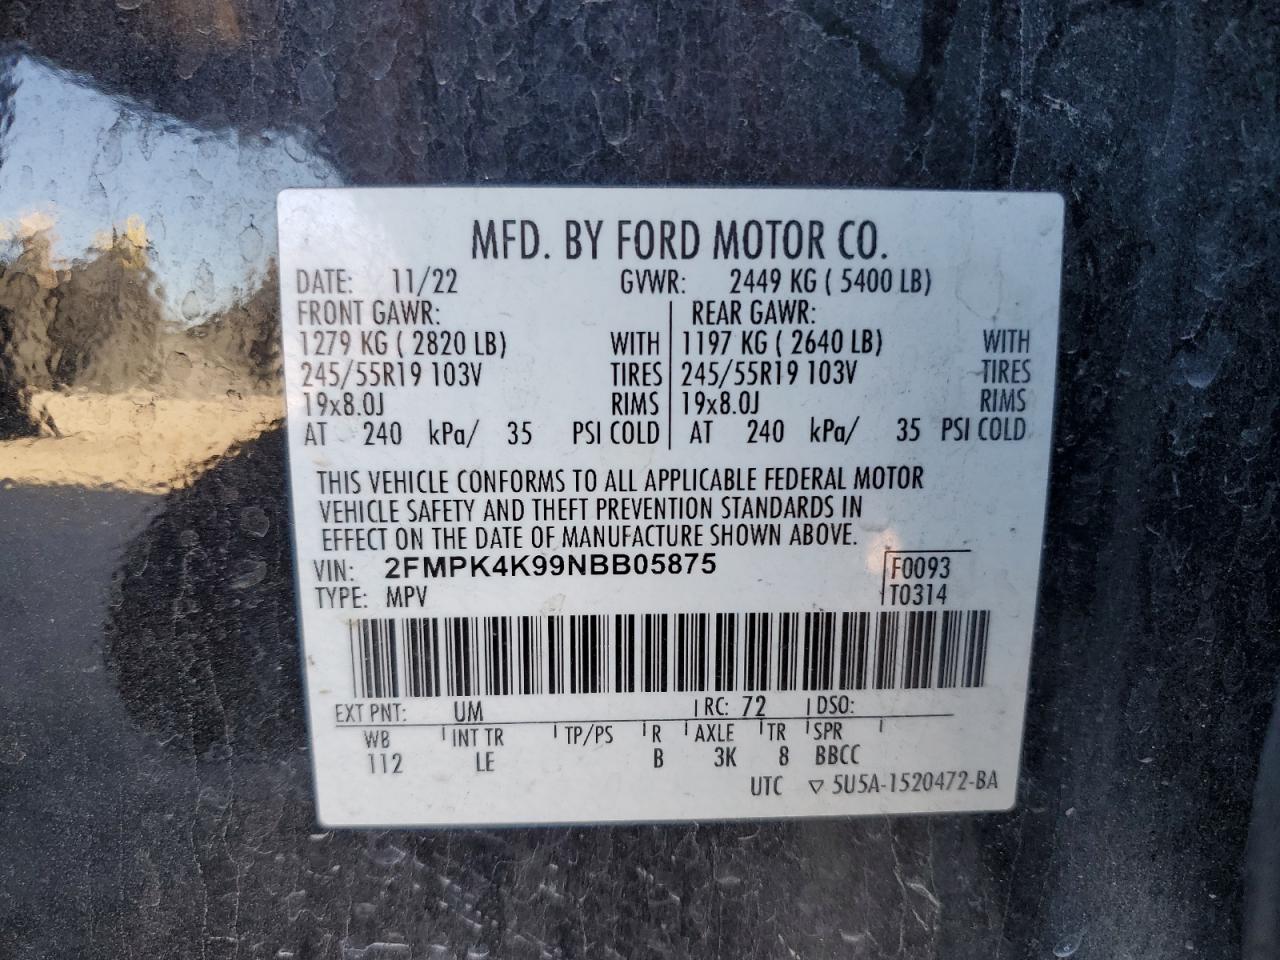 MFD. BY FORD MOTOR CO.
DATE: 11/22 GVWR: 2449 KG ( 5400 LB)
FRONT GAWR: REAR GAWR:
1279 KG ( 2820 LB) WITH 1197 KG ( 2640 LB) WITH
245/55R19 103V TIRES 245/55R19 103V TIRES
19x8.0J RIMS 19x8.0J RIMS
AT 240 kPa/ 35 PSI COLD AT 240 kPa/ 35 PSI COLD
THIS VEHICLE CONFORMS TO ALL APPLICABLE FEDERAL MOTOR
VEHICLE SAFETY AND THEFT PREVENTION STANDARDS IN
EFFECT ON THE DATE OF MANUFACTURE SHOWN ABOVE.
VIN: 2FMPK4K99NBB05875 F0093
TYPE: MPV T0314
EXT PNT: UM RC: 72 DSO:
WB INT TR TP/PS R AXLE TR SPR
112 LE B 3K 8 BBCC
UTC ▽ 5U5A-1520472-BA